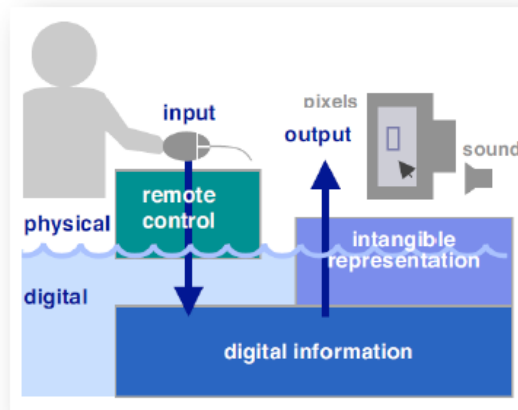 input
pixels
output
sound
remote
control
physical
intangible
representation
digital
digital information